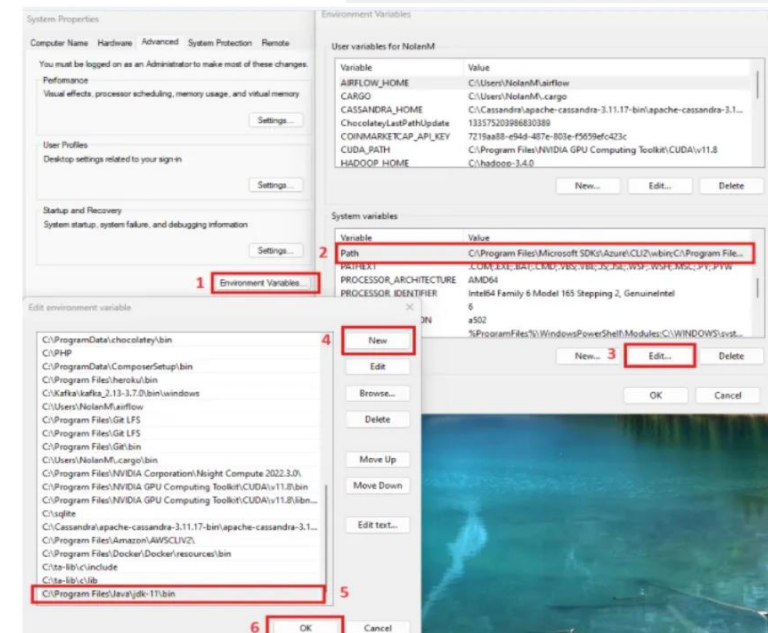 System Properties
Computer Name Hardware Advanced System Protection Remote
You must be logged on as an Administrator to make most of these changes.
Performance
Visual effects, processor scheduling, memory usage, and virtual memory
Settings...
User Profiles
Desktop settings related to your sign-in
Settings...
Startup and Recovery
System startup, system failure, and debugging information
Settings...
1 Environment Variables...
Environment Variables
User variables for NolanM
Variable Value
AIRFLOW_HOME C:\Users\NolanM\airflow
CARGO C:\Users\NolanM\.cargo
CASSANDRA_HOME C:\Cassandra\apache-cassandra-3.11.17-bin\apache-cassandra-3.1...
ChocolateyLastPathUpdate 133575203986830389
COINMARKETCAP_API_KEY 7219aa88-e94d-487e-803e-f5659efc423c
CUDA_PATH C:\Program Files\NVIDIA GPU Computing Toolkit\CUDA\v11.8
HADOOP_HOME C:\hadoop-3.4.0
New... Edit... Delete
System variables
Variable Value
2 Path C:\Program Files\Microsoft SDKs\Azure\CLI2\wbin;C:\Program File...
PATHEXT .COM;.EXE;.BAT;.CMD;.VBS;.VBE;.JS;.JSE;.WSF;.WSH;.MSC;.PY;.PYW
PROCESSOR_ARCHITECTURE AMD64
PROCESSOR_IDENTIFIER Intel64 Family 6 Model 165 Stepping 2, GenuineIntel
6
ON a502
%ProgramFiles%\WindowsPowerShell\Modules;C:\WINDOWS\syst...
New... 3 Edit... Delete
OK Cancel
Edit environment variable
C:\ProgramData\chocolatey\bin
C:\PHP
C:\ProgramData\ComposerSetup\bin
C:\Program Files\heroku\bin
C:\Kafka\kafka_2.13-3.7.0\bin\windows
C:\Users\NolanM\airflow
C:\Program Files\Git LFS
C:\Program Files\Git LFS
C:\Program Files\Git\bin
C:\Users\NolanM\.cargo\bin
C:\Program Files\NVIDIA Corporation\Nsight Compute 2022.3.0\
C:\Program Files\NVIDIA GPU Computing Toolkit\CUDA\v11.8\bin
C:\Program Files\NVIDIA GPU Computing Toolkit\CUDA\v11.8\libn...
C:\sqlite
C:\Cassandra\apache-cassandra-3.11.17-bin\apache-cassandra-3.1...
C:\Program Files\Amazon\AWSCLIV2\
C:\Program Files\Docker\Docker\resources\bin
C:\ta-lib\c\include
C:\ta-lib\c\lib
C:\Program Files\Java\jdk-11\bin 5
4 New
Edit
Browse...
Delete
Move Up
Move Down
Edit text...
6 OK Cancel